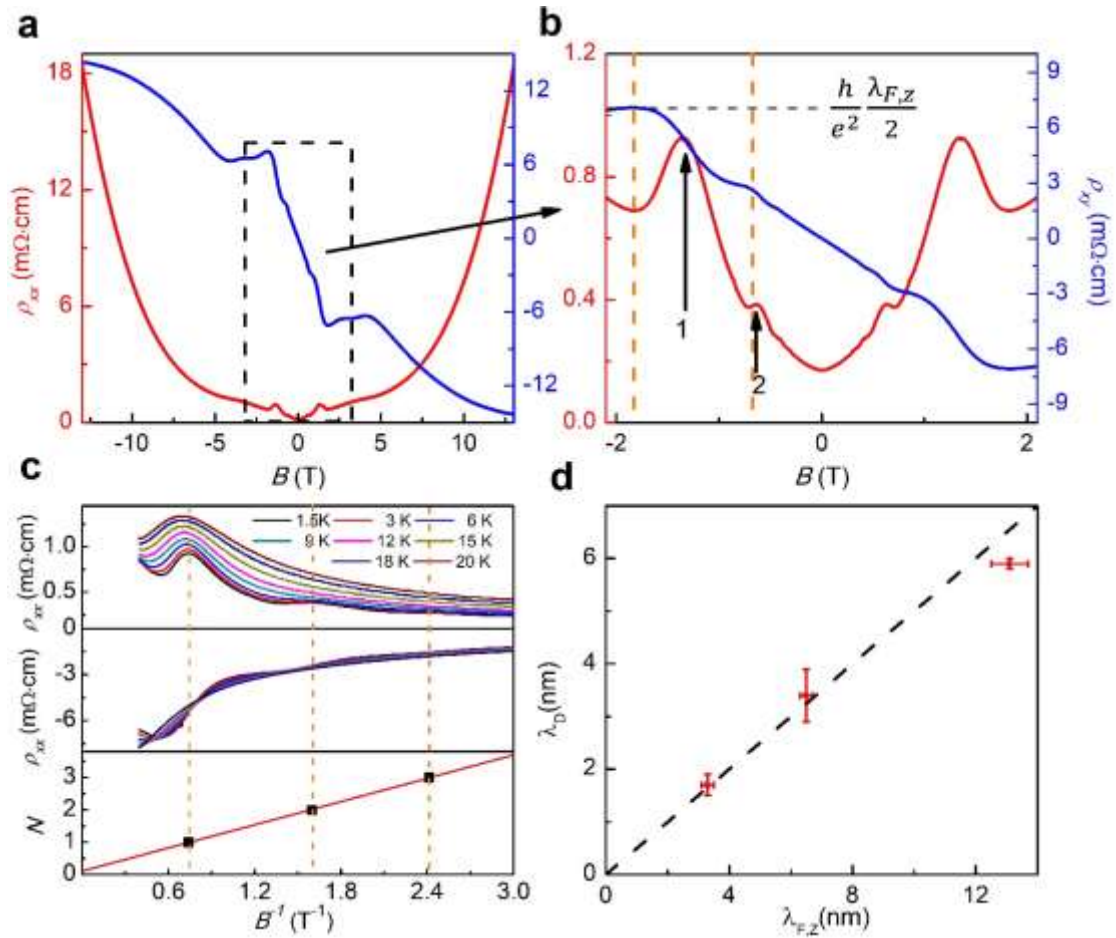 a
18
12
6
0
ρxx (mΩ·cm)
12
6
0
-6
-12
-10
-5
0
5
10
B (T)
b
1.2
0.8
0.4
0.0
h/e² λF,Z/2
1
2
9
6
3
0
-3
-6
-9
ρxy (mΩ·cm)
-2
-1
0
1
2
B (T)
c
1.5K 3 K 6 K
9 K 12 K 15 K
18 K 20 K
1.0
0.5
0
ρxx (mΩ·cm)
-3
-6
ρxx (mΩ·cm)
3
2
1
0
N
0.6 1.2 1.8 2.4 3.0
B⁻¹ (T⁻¹)
d
6
4
2
0
λD(nm)
0 4 8 12
λF,Z(nm)